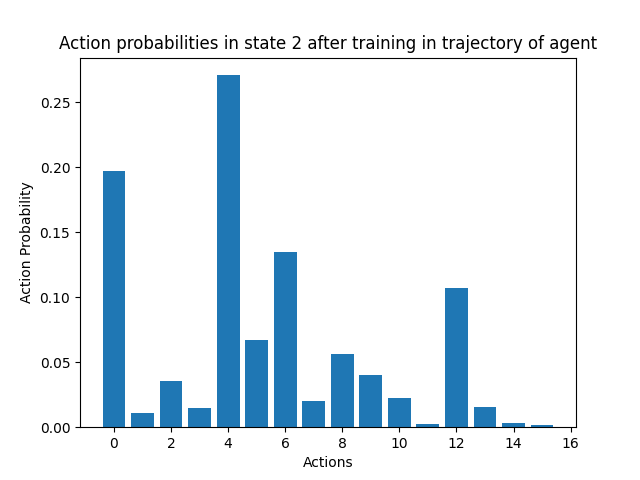 Action probabilities in state 2 after training in trajectory of agent
0.25
0.20
0.15
0.10
0.05
0.00
Action Probability
0 2 4 6 8 10 12 14 16
Actions